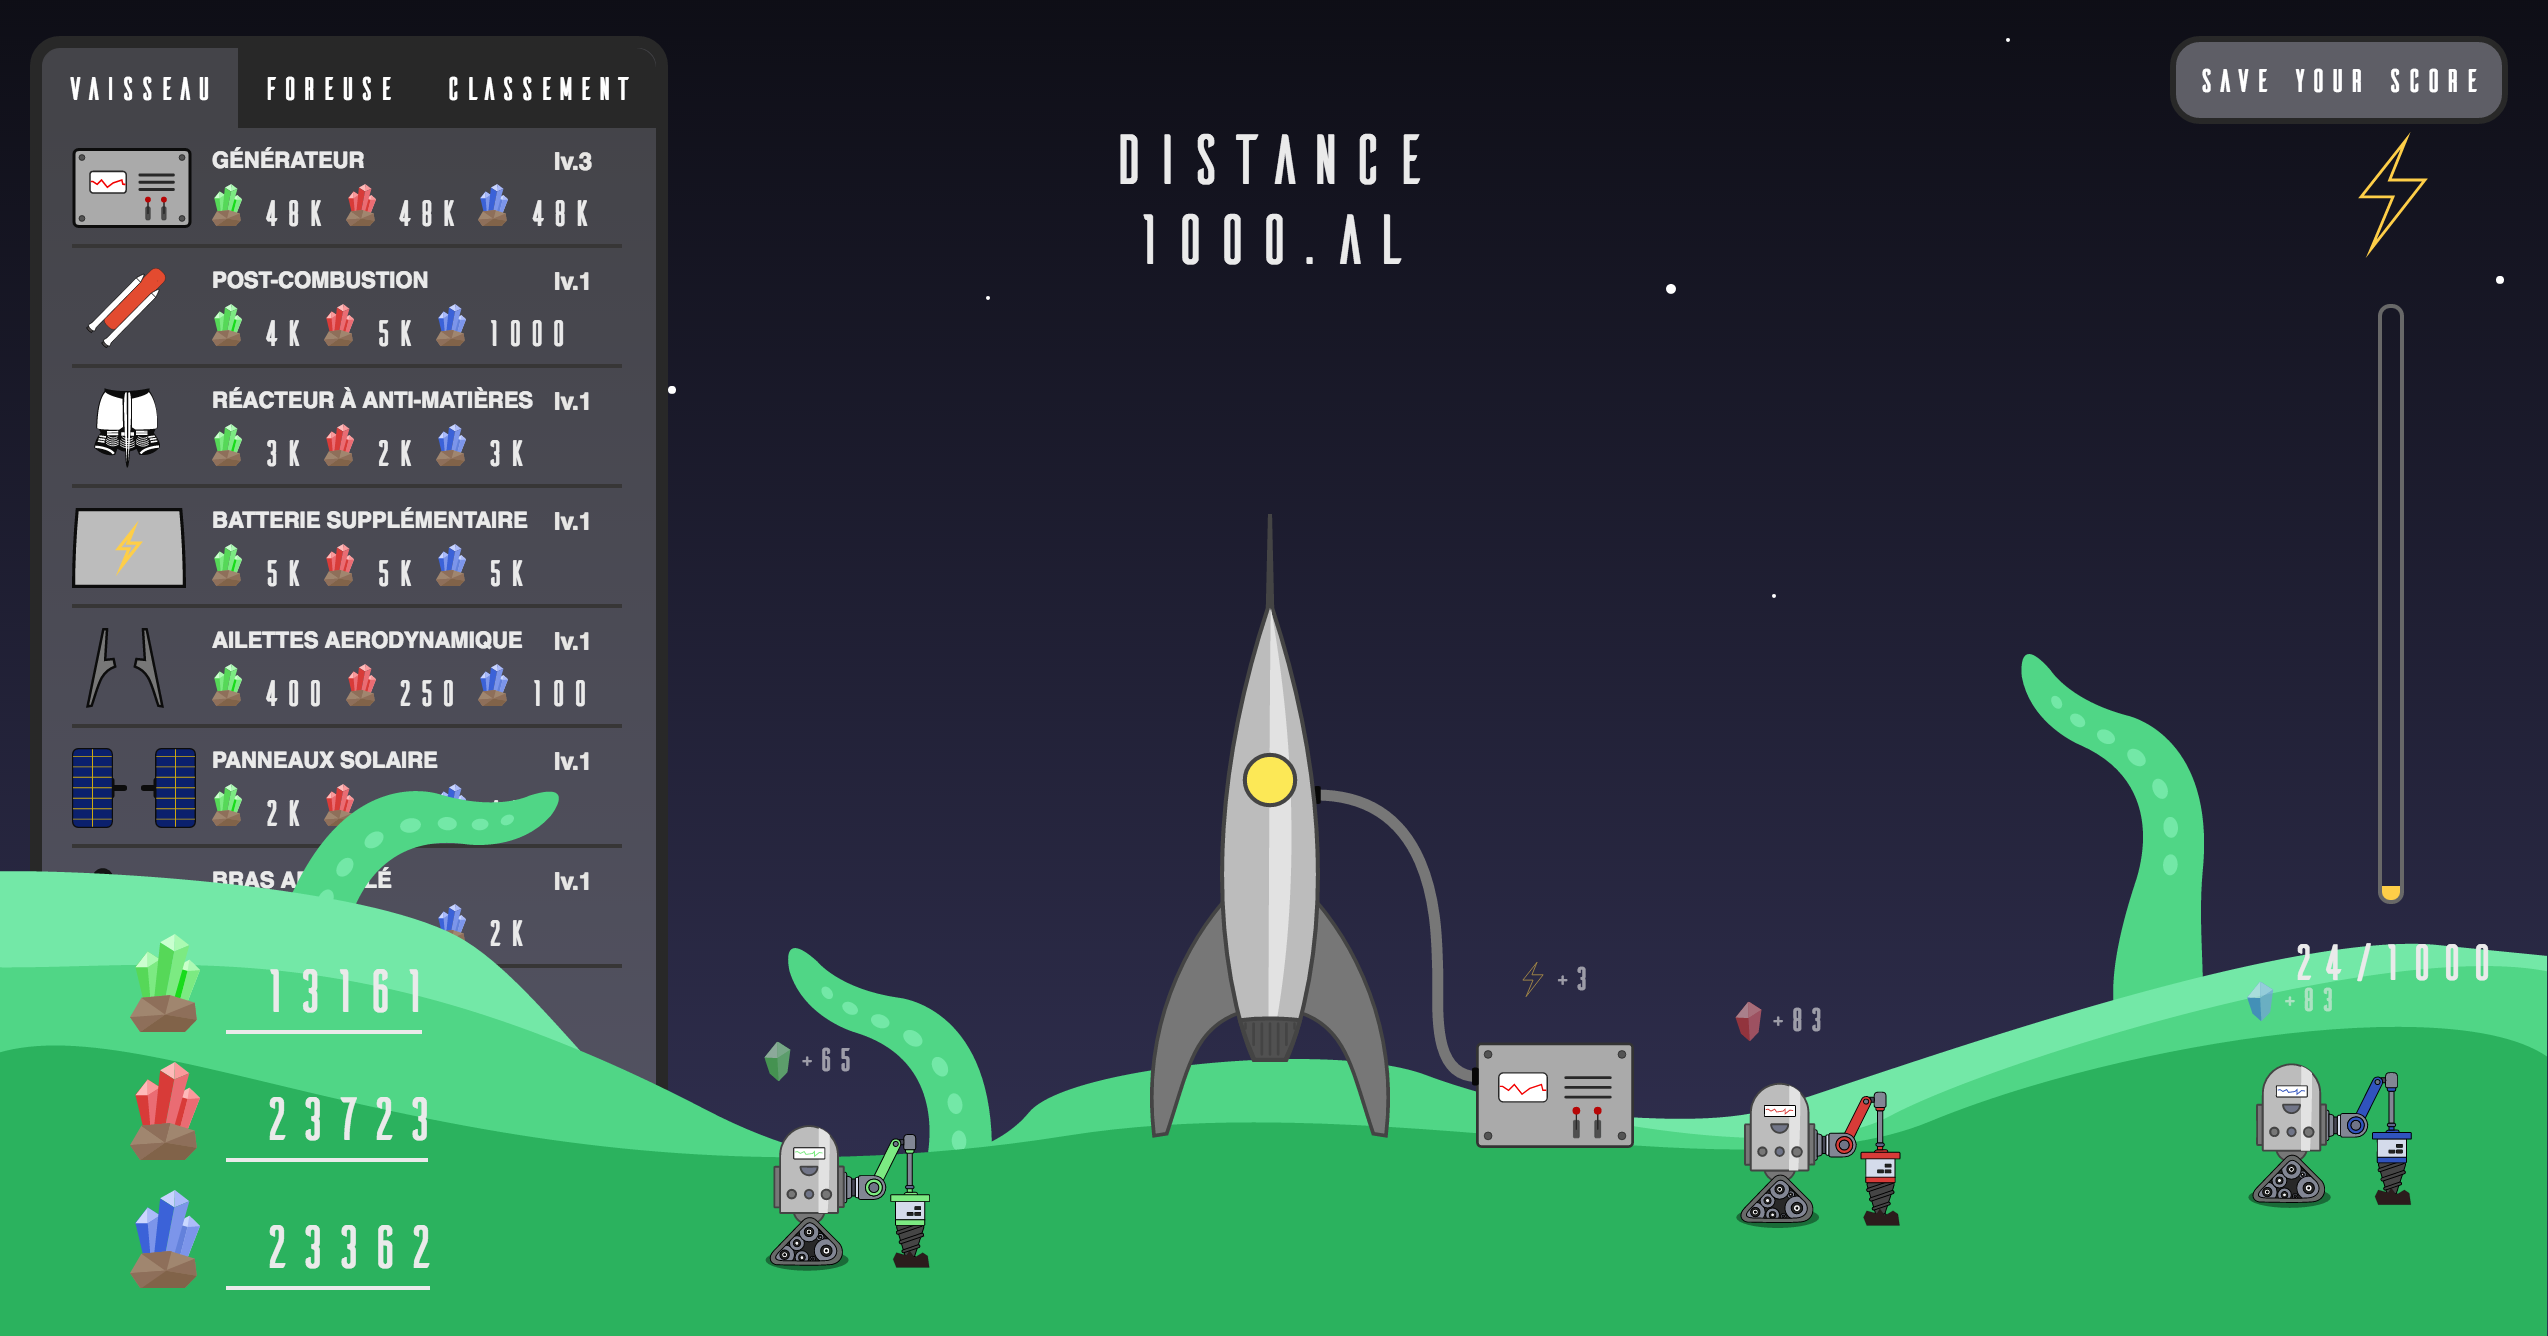 VAISSEAU FOREUSE CLASSEMENT
SAVE YOUR SCORE
DISTANCE
1000.AL
GÉNÉRATEUR lv.3
48K 48K 48K
POST-COMBUSTION lv.1
4K 5K 1000
RÉACTEUR À ANTI-MATIÈRES lv.1
3K 2K 3K
BATTERIE SUPPLÉMENTAIRE lv.1
5K 5K 5K
AILETTES AERODYNAMIQUE lv.1
400 250 100
PANNEAUX SOLAIRE lv.1
2K
BRAS lv.1
2K
13161
23723
23362
+65
+3
+83
24/1000
+83